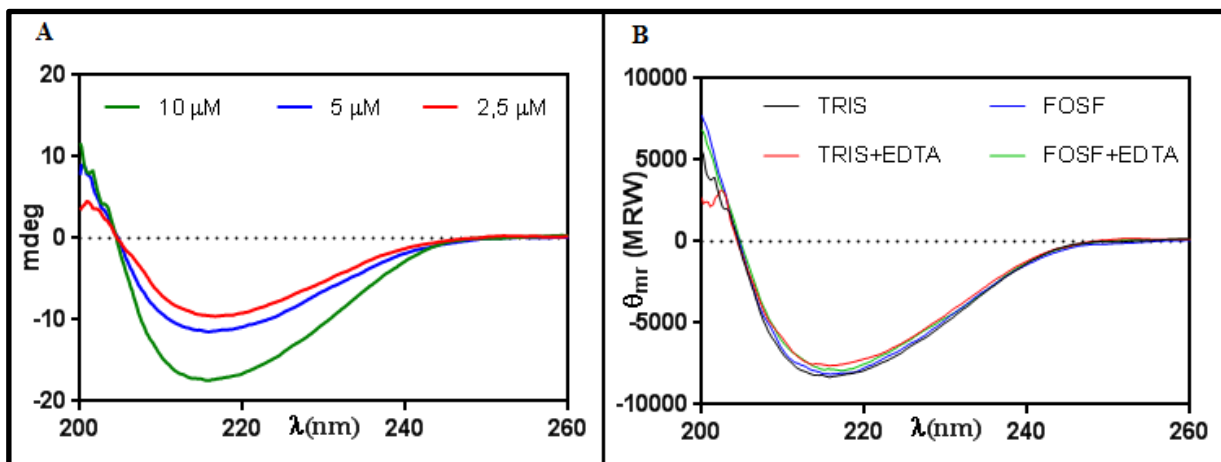 A
20
10
0
-10
-20
mdeg
10 µM
5 µM
2,5 µM
200
220
240
260
λ(nm)
B
10000
5000
0
-5000
-10000
θmr (MRW)
TRIS
FOSF
TRIS+EDTA
FOSF+EDTA
200
220
240
260
λ(nm)